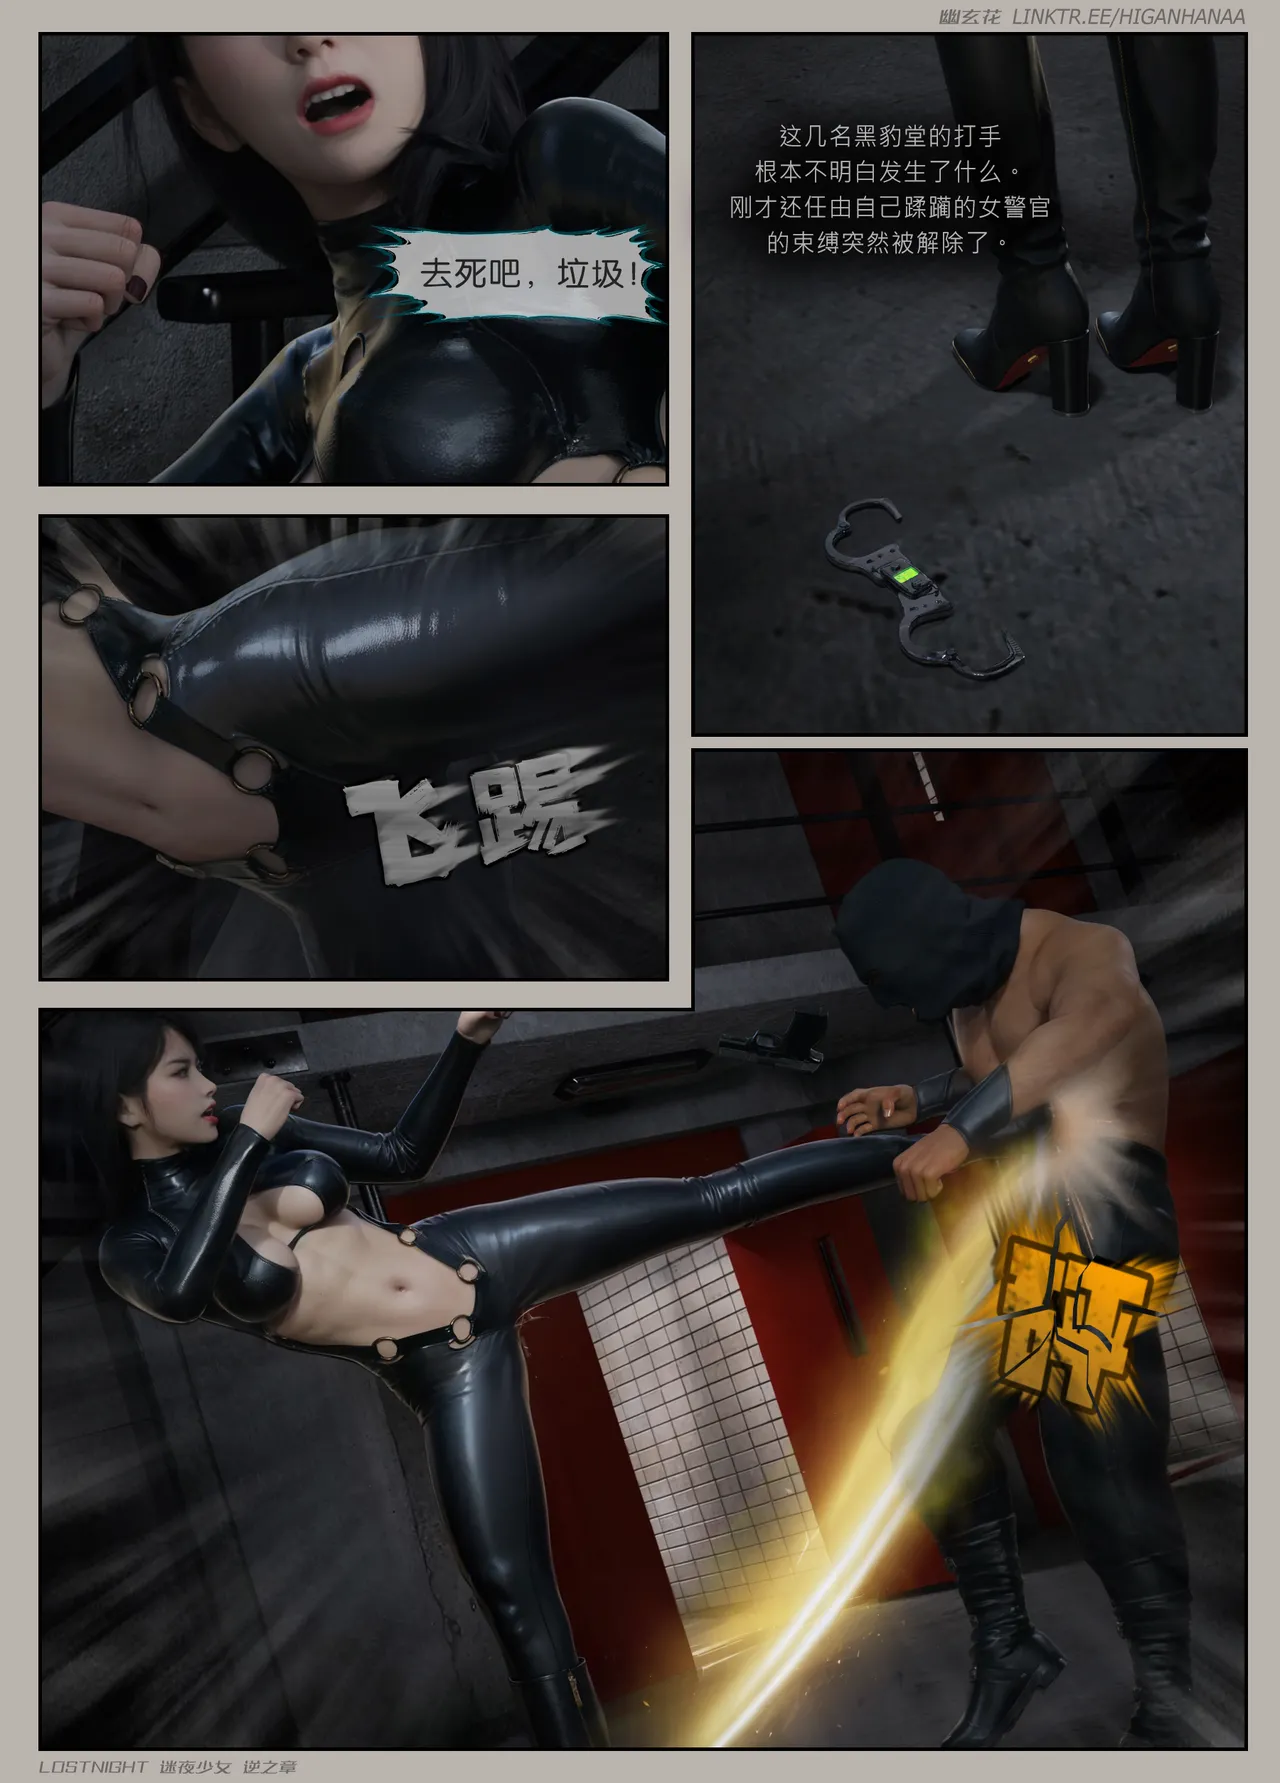 幽玄花 LINKTR.EE/HIGANHANAA
去死吧，垃圾！
这几名黑豹堂的打手
根本不明白发生了什么。
刚才还任由自己蹂躏的女警官
的束缚突然被解除了。
飞踢
LOSTNIGHT 迷夜少女 逆之章